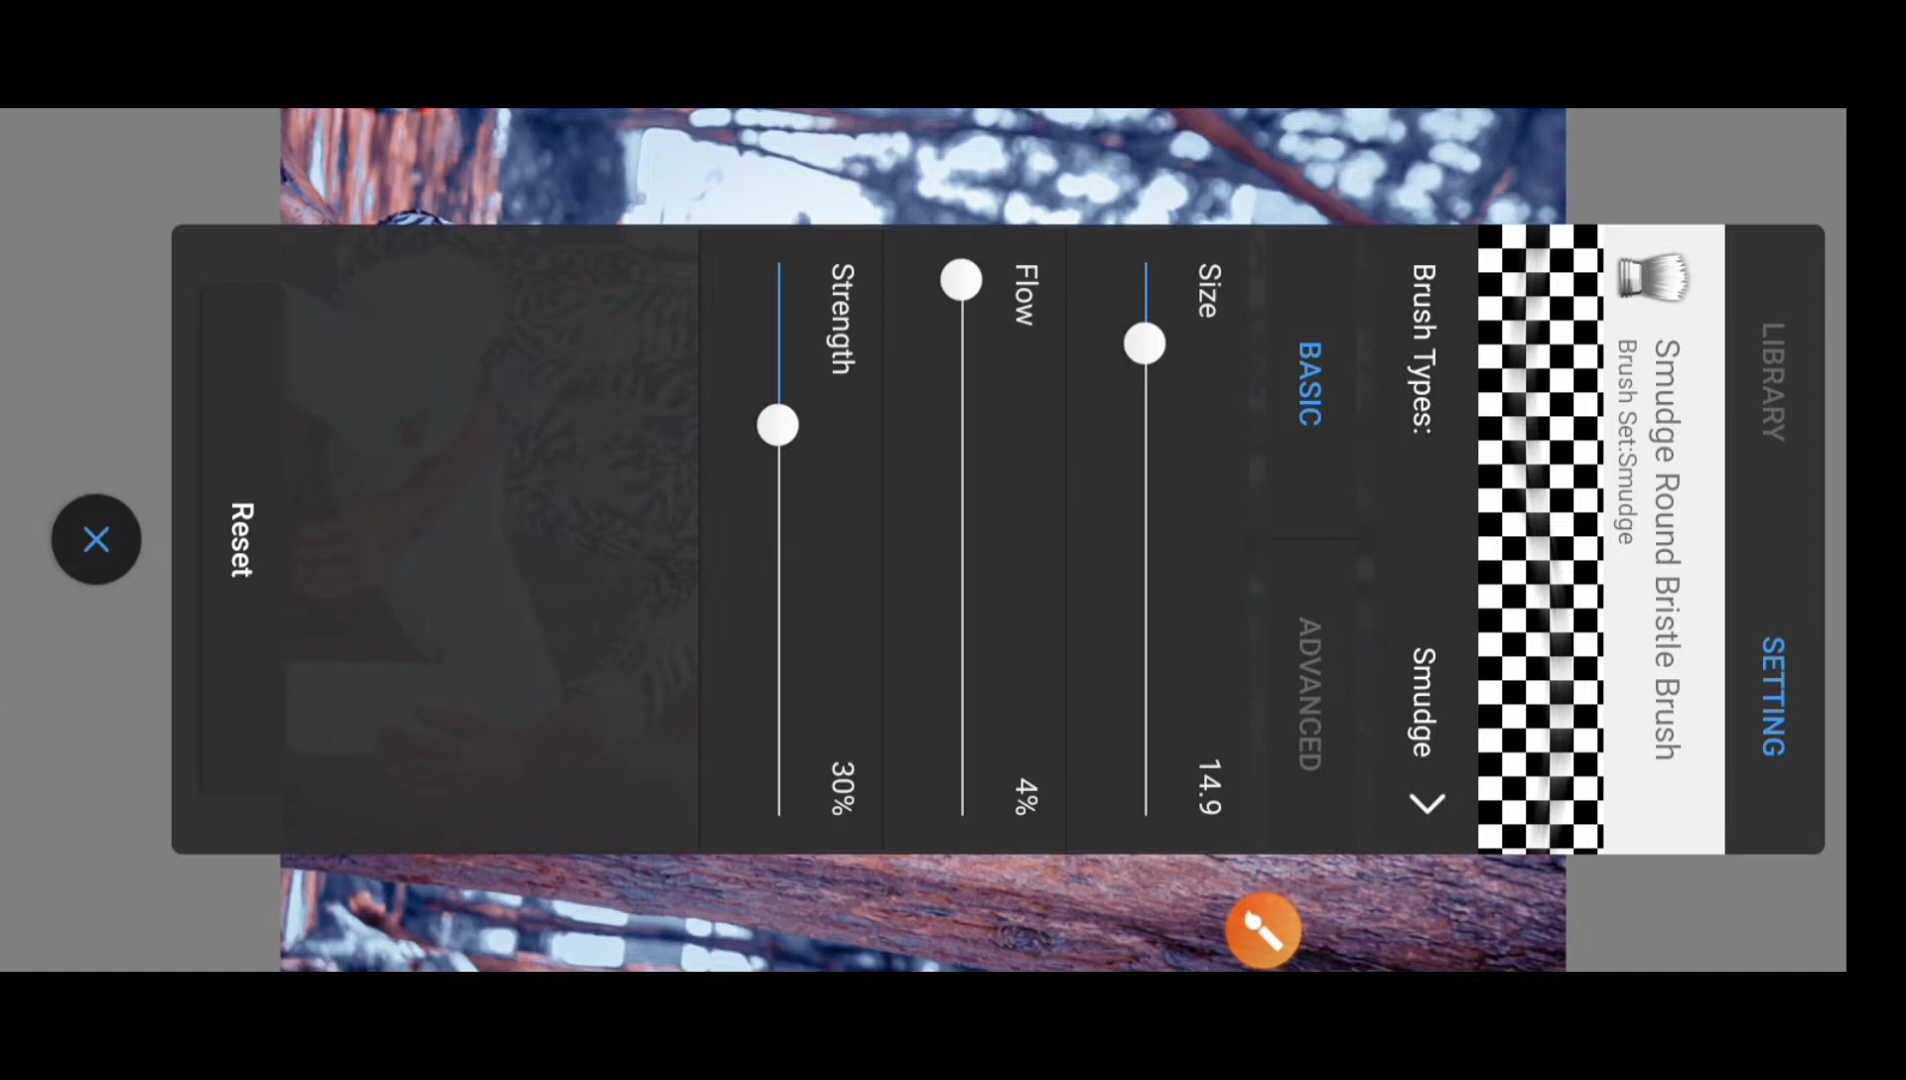 LIBRARY SETTING
Smudge Round Bristle Brush
Brush Set:Smudge
Brush Types: Smudge
BASIC ADVANCED
Size 14.9
Flow 4%
Strength 30%
Reset